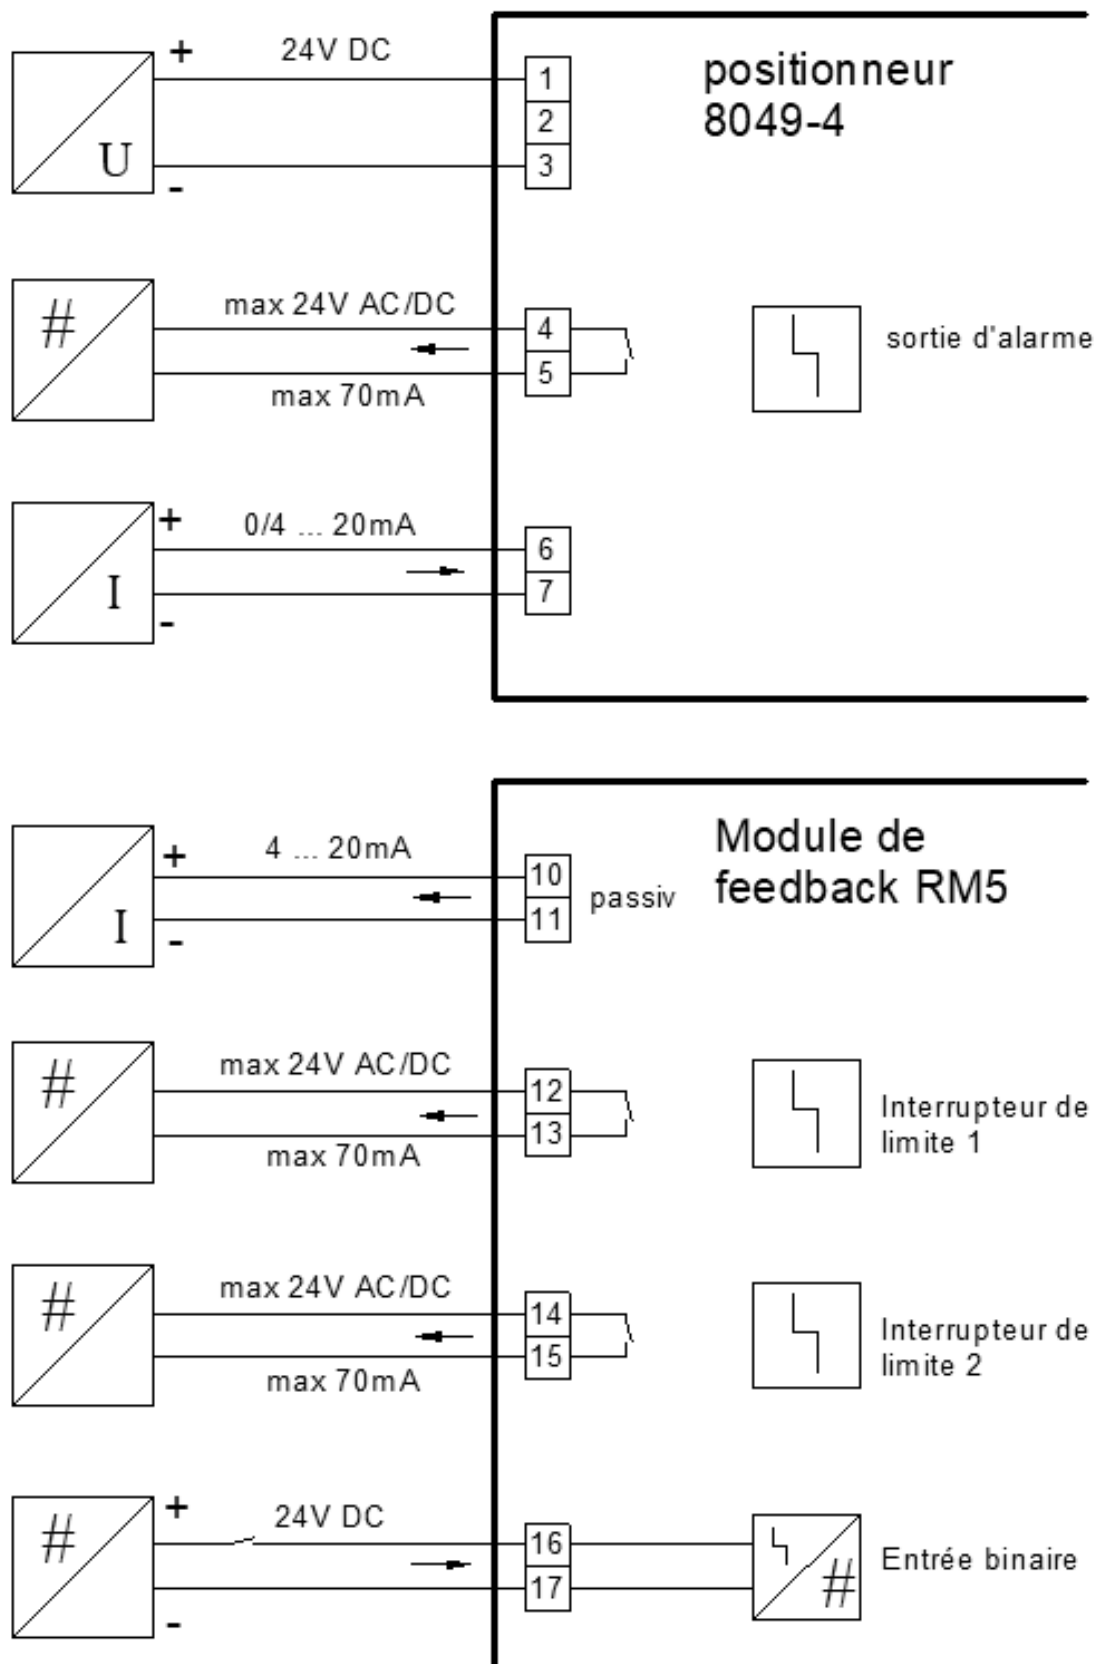 + 24V DC
positionneur
8049-4
1
2
3
U
-
#
max 24V AC/DC
4
5
max 70mA
sortie d'alarme
+ 0/4 ... 20mA
6
7
I
-
Module de
feedback RM5
+ 4 ... 20mA
10
11
passiv
I
-
#
max 24V AC/DC
12
13
max 70mA
Interrupteur de
limite 1
#
max 24V AC/DC
14
15
max 70mA
Interrupteur de
limite 2
#
+ 24V DC
16
17
-
#
Entrée binaire